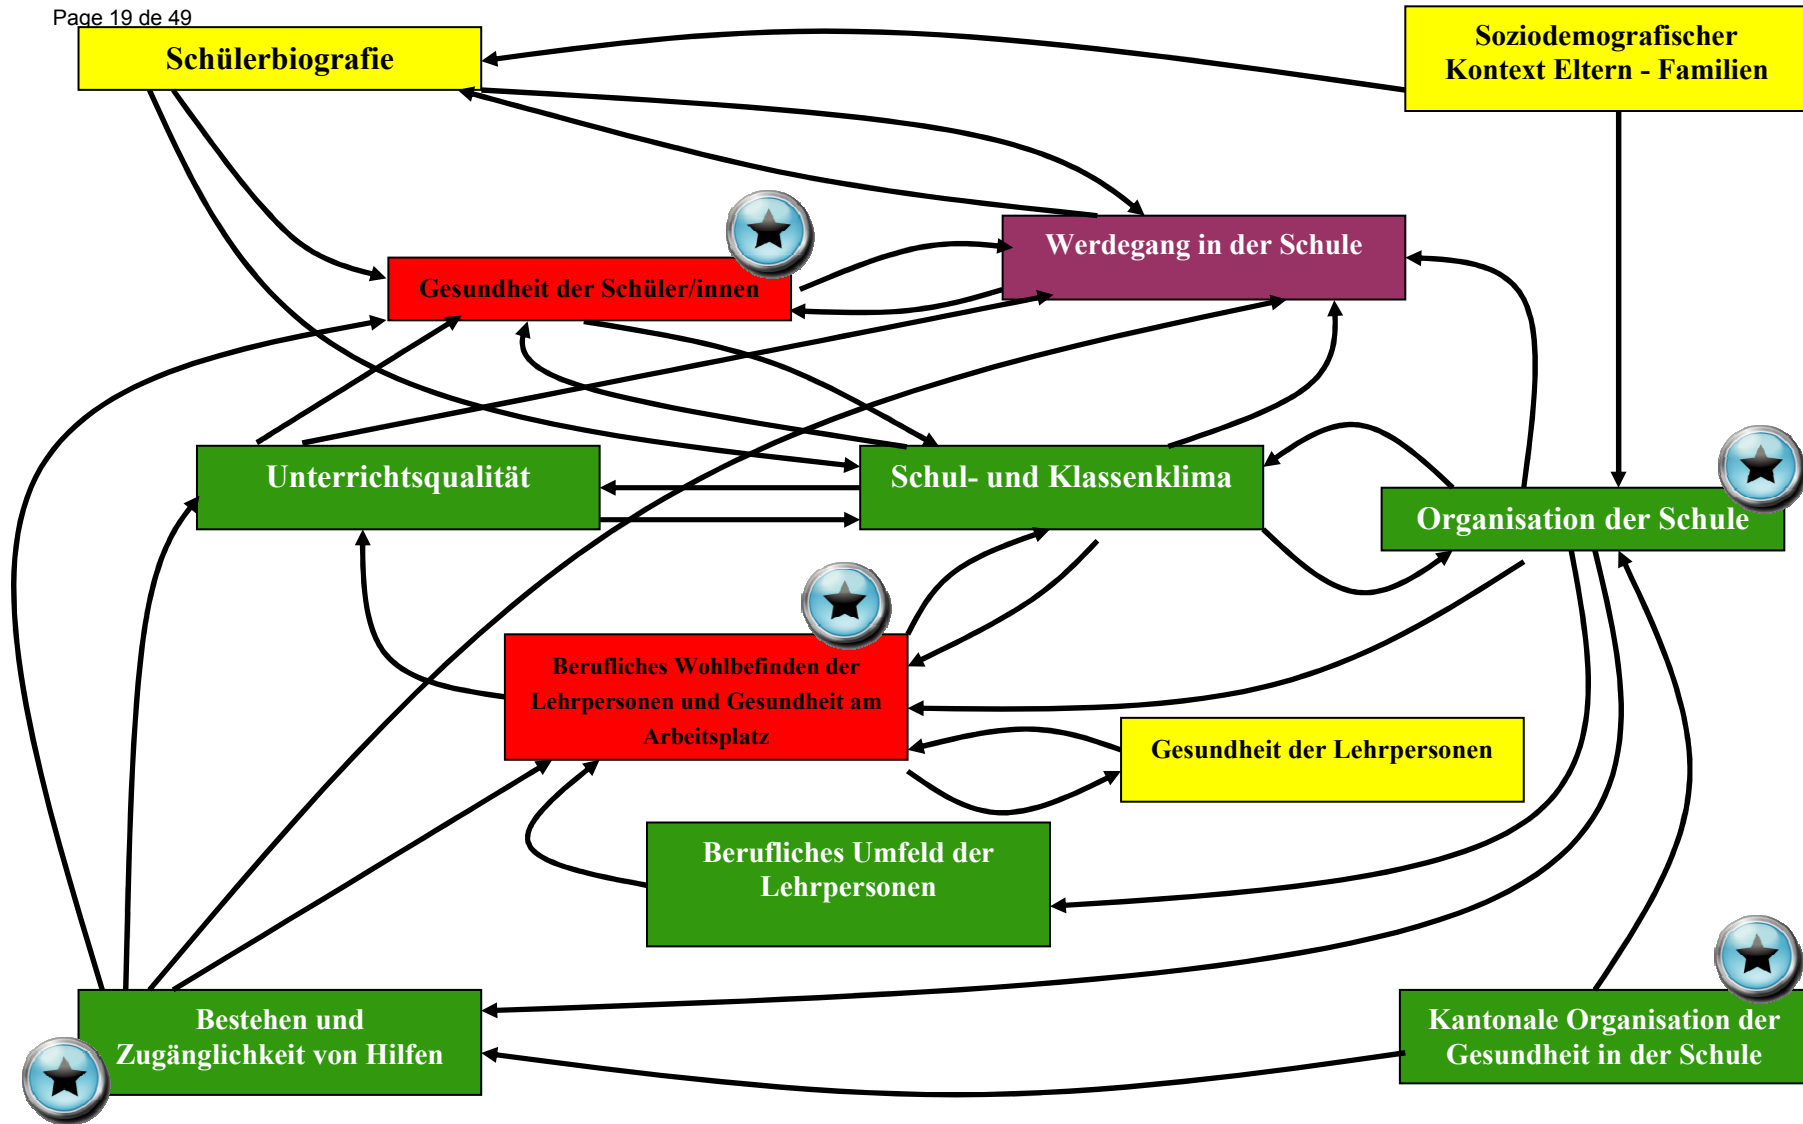 Page 19 de 49
Schülerbiografie
Soziodemografischer
Kontext Eltern - Familien
Werdegang in der Schule
Gesundheit der Schüler/innen
Unterrichtsqualität
Schul- und Klassenklima
Organisation der Schule
Berufliches Wohlbefinden der
Lehrpersonen und Gesundheit am
Arbeitsplatz
Gesundheit der Lehrpersonen
Berufliches Umfeld der
Lehrpersonen
Bestehen und
Zugänglichkeit von Hilfen
Kantonale Organisation der
Gesundheit in der Schule